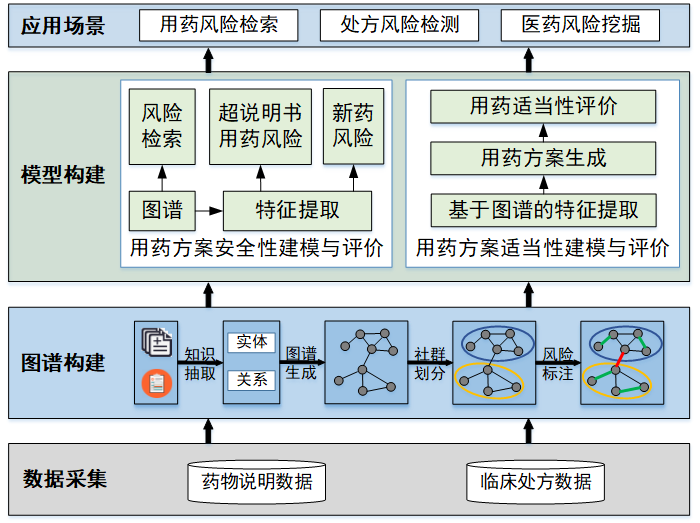 应用场景
用药风险检索
处方风险检测
医药风险挖掘
模型构建
风险
检索
超说明书
用药风险
新药
风险
图谱
特征提取
用药方案安全性建模与评价
用药适当性评价
用药方案生成
基于图谱的特征提取
用药方案适当性建模与评价
图谱构建
知识
抽取
实体
关系
图谱
生成
社群
划分
风险
标注
数据采集
药物说明数据
临床处方数据